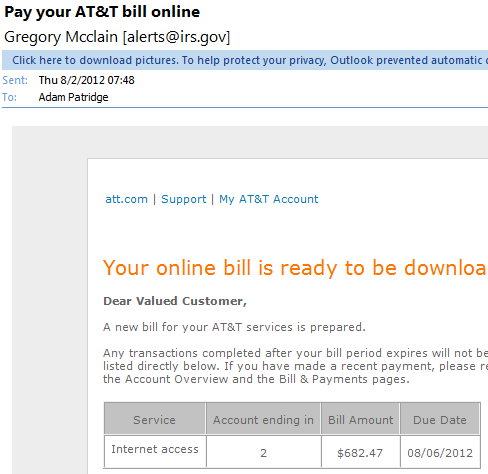 Pay your AT&T bill online
Gregory Mcclain [alerts@irs.gov]
Click here to download pictures. To help protect your privacy, Outlook prevented automatic
Sent: Thu 8/2/2012 07:48
To: Adam Patridge
att.com | Support | My AT&T Account
Your online bill is ready to be downloa
Dear Valued Customer,
A new bill for your AT&T services is prepared.
Any transactions completed after your bill period expires will not be
listed directly below. If you have made a recent payment, please re
the Account Overview and the Bill & Payments pages.
Service Account ending in Bill Amount Due Date
Internet access 2 $682.47 08/06/2012